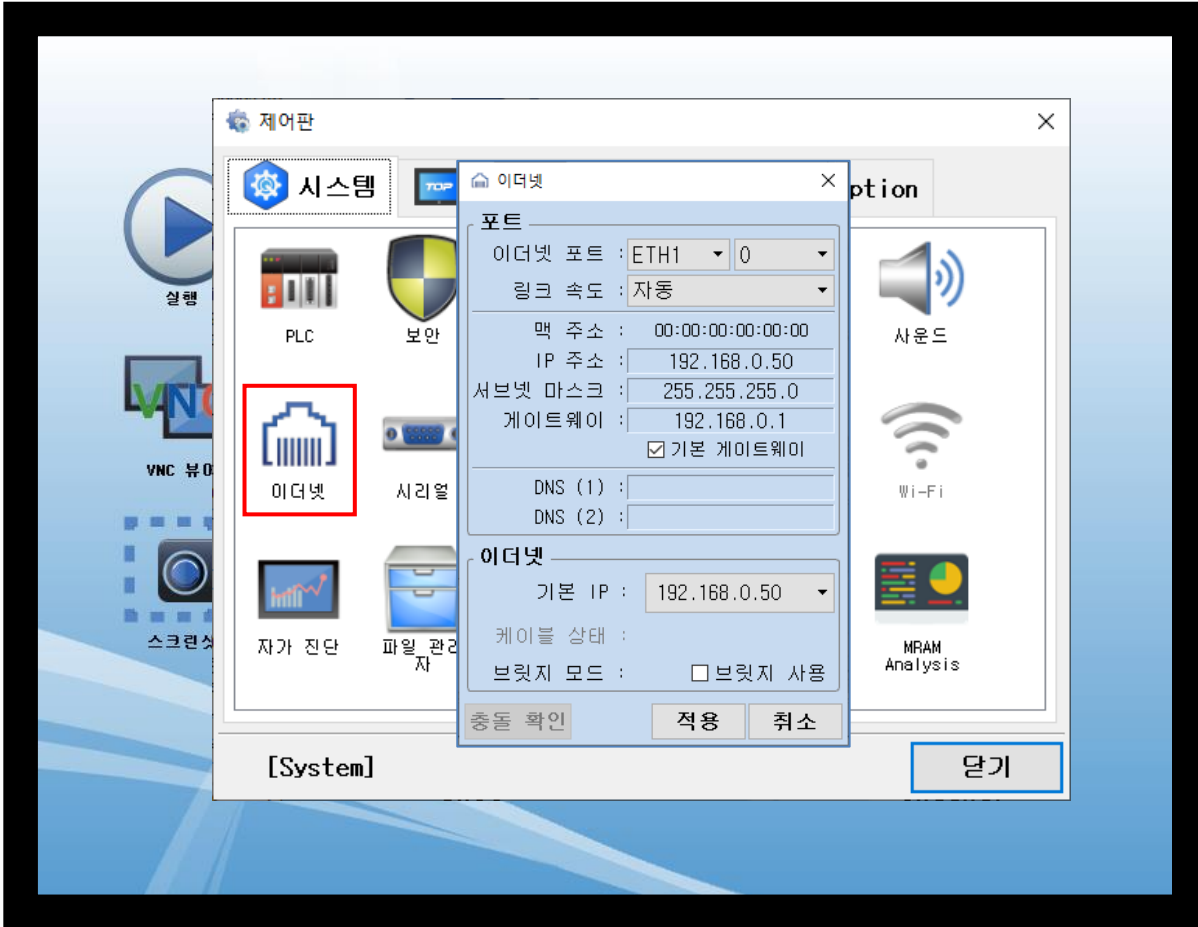 제어판
시스템
TOP
ption
실행
VNC
VNC 뷰
스크린샷
PLC
보안
사운드
이더넷
시리얼
Wi-Fi
자가 진단
파일 관리
자
MRAM
Analysis
이더넷
포트
이더넷 포트 : ETH1 0
링크 속도 : 자동
맥 주소 : 00:00:00:00:00:00
IP 주소 : 192.168.0.50
서브넷 마스크 : 255.255.255.0
게이트웨이 : 192.168.0.1
기본 게이트웨이
DNS (1) :
DNS (2) :
이더넷
기본 IP : 192.168.0.50
케이블 상태 :
브릿지 모드 : 브릿지 사용
충돌 확인 적용 취소
[System] 닫기